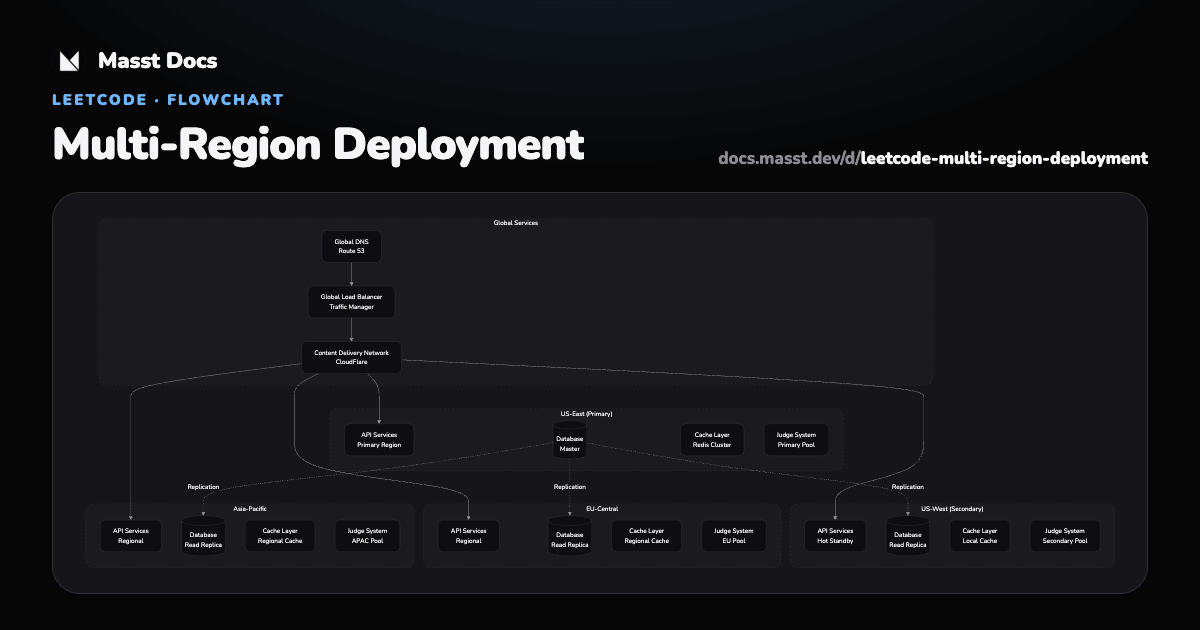 Masst Docs
LEETCODE · FLOWCHART
Multi-Region Deployment
docs.masst.dev/d/leetcode-multi-region-deployment
Global Services
Global DNS
Route 53
Global Load Balancer
Traffic Manager
Content Delivery Network
CloudFlare
US-East (Primary)
API Services
Primary Region
Database
Master
Cache Layer
Redis Cluster
Judge System
Primary Pool
Replication
Replication
Replication
Asia-Pacific
API Services
Regional
Database
Read Replica
Cache Layer
Regional Cache
Judge System
APAC Pool
EU-Central
API Services
Regional
Database
Read Replica
Cache Layer
Regional Cache
Judge System
EU Pool
US-West (Secondary)
API Services
Hot Standby
Database
Read Replica
Cache Layer
Local Cache
Judge System
Secondary Pool